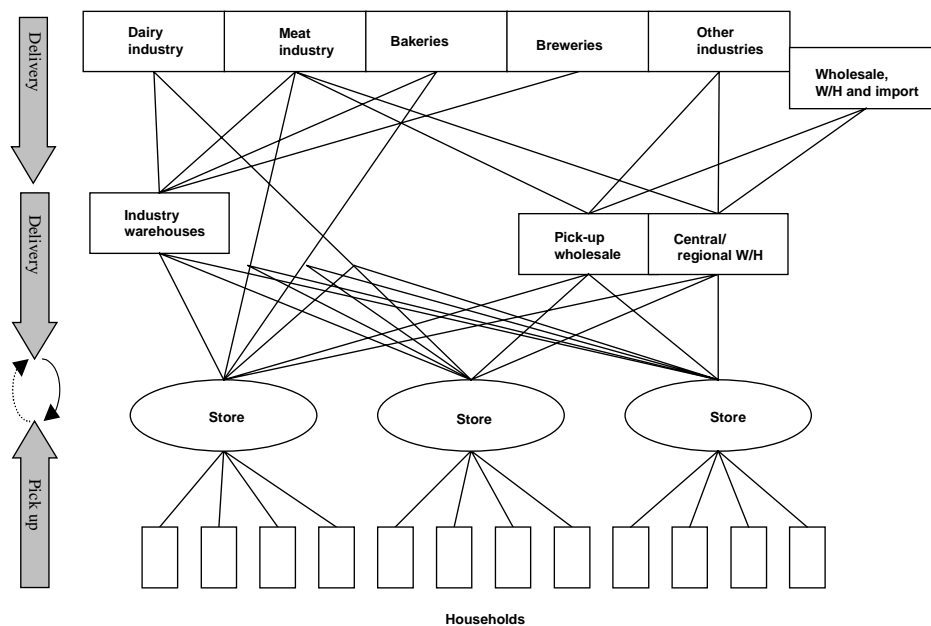 Delivery
Dairy
industry
Meat
industry
Bakeries
Breweries
Other
industries
Wholesale,
W/H and import
Delivery
Industry
warehouses
Pick-up
wholesale
Central/
regional W/H
Store
Store
Store
Pick up
Households